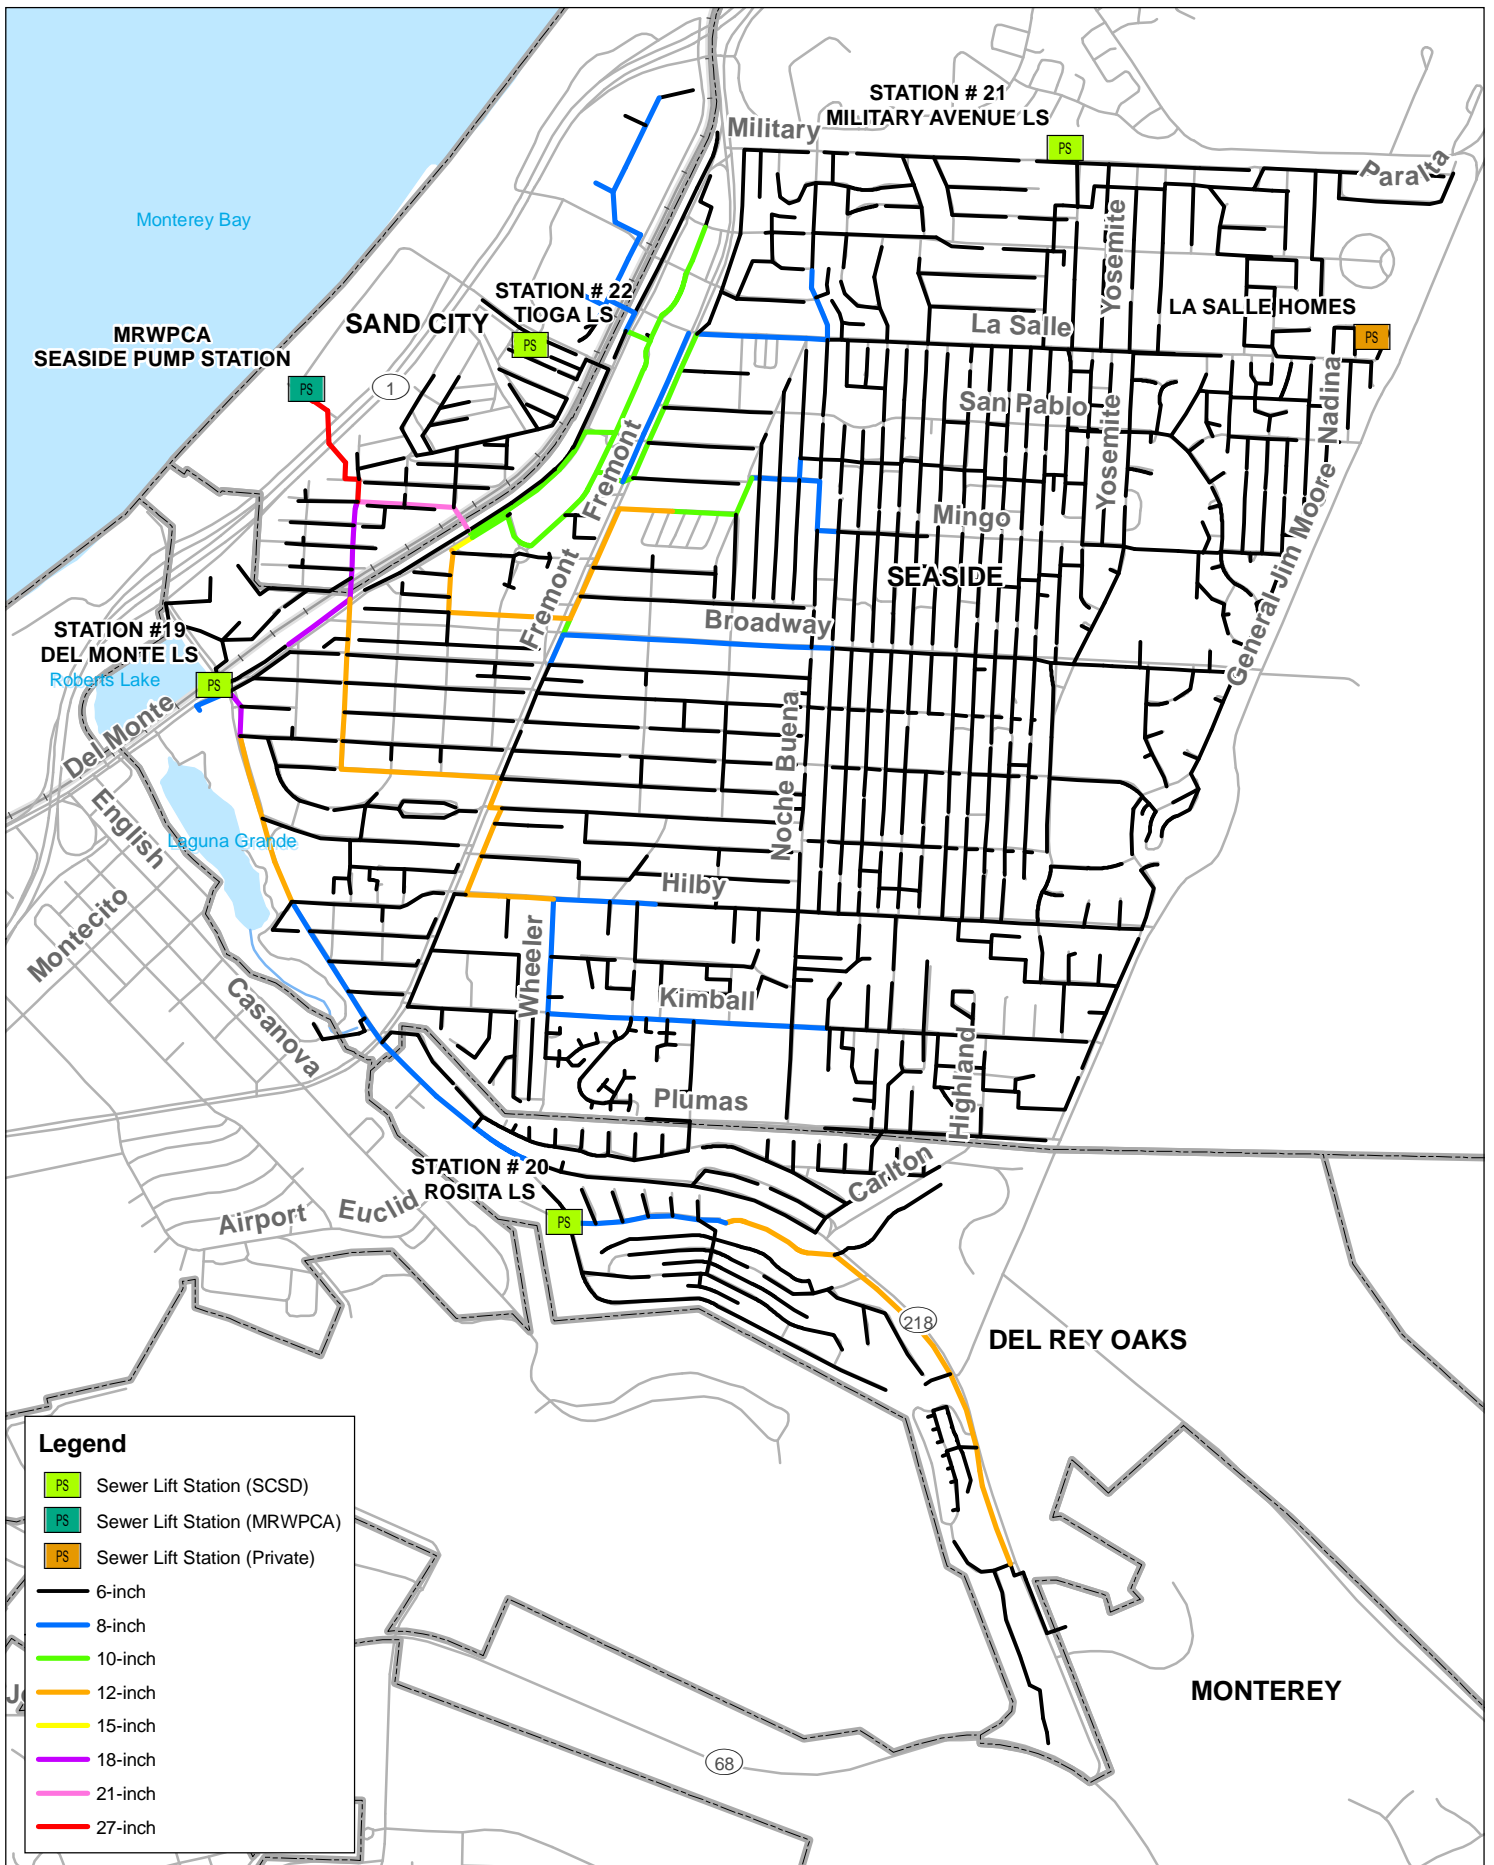 STATION # 21
MILITARY AVENUE LS
Military
PS
Paralta
Monterey Bay
Yosemite
STATION # 22
TIOGA LS
SAND CITY
PS
La Salle
LA SALLE HOMES
PS
MRWPCA
SEASIDE PUMP STATION
PS
1
San Pablo
Yosemite
Nadina
Fremont
Mingo
General Jim Moore
SEASIDE
Fremont
Broadway
STATION #19
DEL MONTE LS
Roberts Lake
PS
Del Monte
Noche Buena
English
Laguna Grande
Hilby
Montecito
Wheeler
Casanova
Kimball
Highland
Plumas
Carlton
STATION # 20
ROSITA LS
PS
Airport
Euclid
218
DEL REY OAKS
MONTEREY
68
Legend
PS Sewer Lift Station (SCSD)
PS Sewer Lift Station (MRWPCA)
PS Sewer Lift Station (Private)
6-inch
8-inch
10-inch
12-inch
15-inch
18-inch
21-inch
27-inch